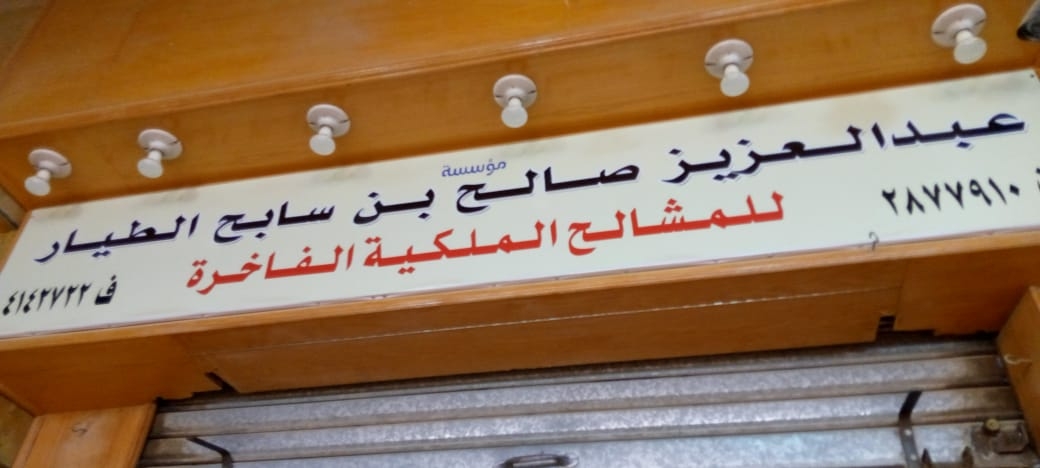 مؤسسة
عبدالعزيز صالح بن سابح الطيار
للمشالح الملكية الفاخرة
٢٨٧٧٩١٠
ف ٤١٤٢٧٢٢